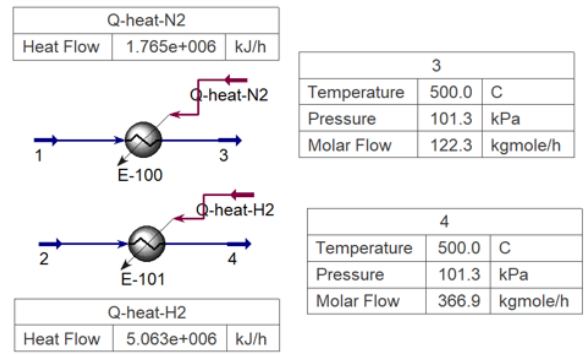 Q-heat-N2
Heat Flow 1.765e+006 kJ/h
Q-heat-N2
1
3
E-100
3
Temperature 500.0 C
Pressure 101.3 kPa
Molar Flow 122.3 kgmole/h
Q-heat-H2
2
4
E-101
4
Temperature 500.0 C
Pressure 101.3 kPa
Molar Flow 366.9 kgmole/h
Q-heat-H2
Heat Flow 5.063e+006 kJ/h